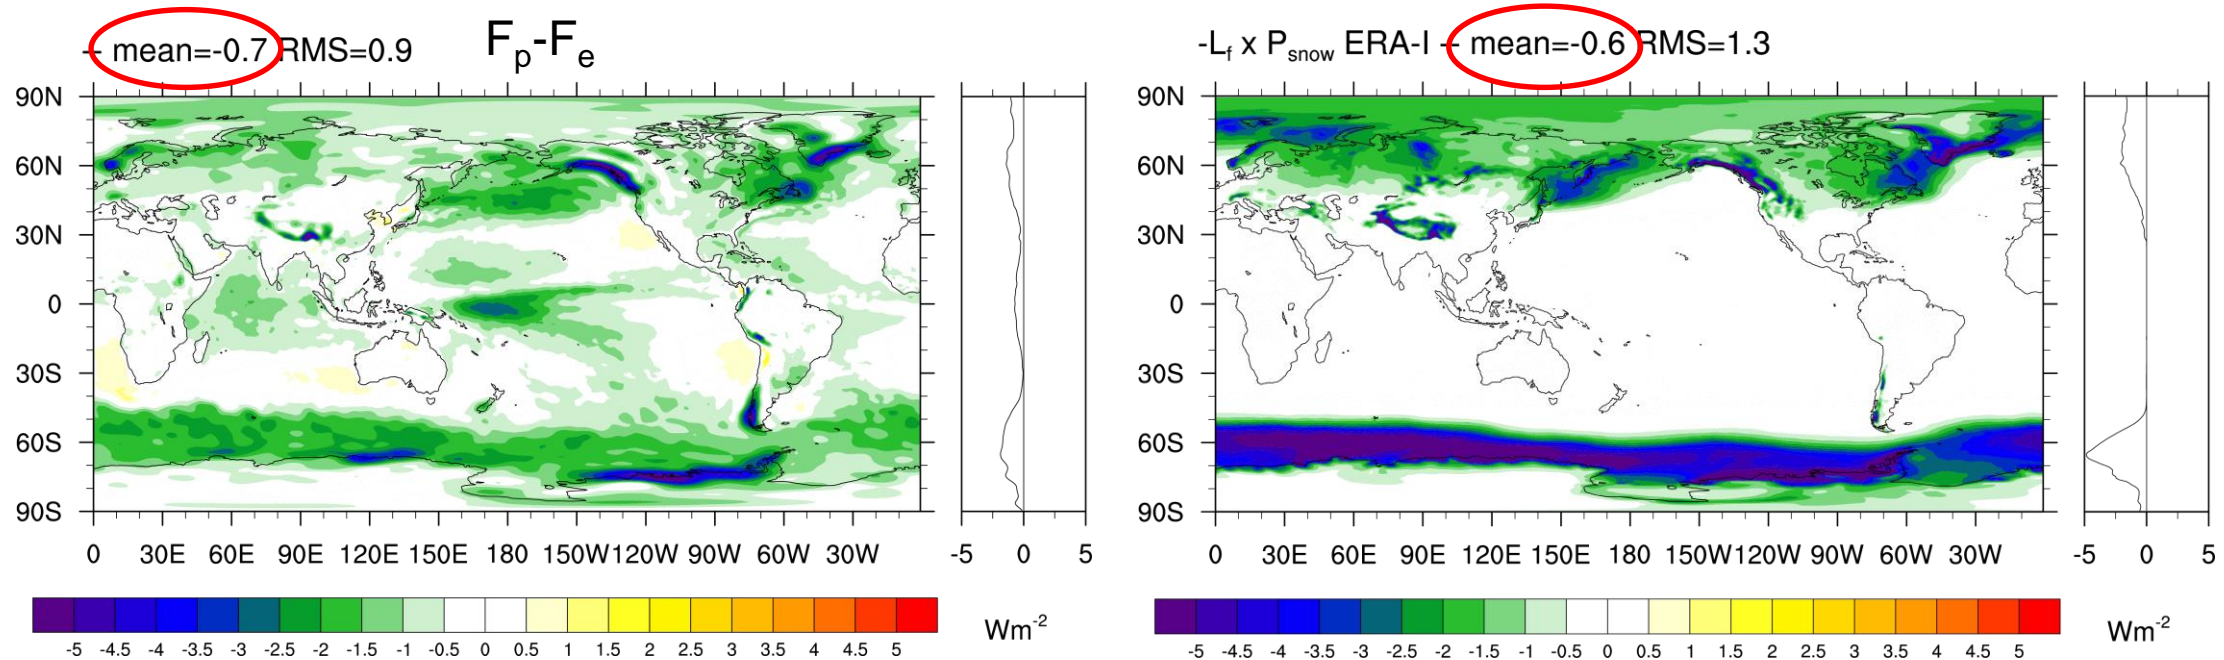 - mean=-0.7 RMS=0.9 Fp-Fe
90N
60N
30N
0
30S
60S
90S
0 30E 60E 90E 120E 150E 180 150W 120W 90W 60W 30W
-5 0 5
-5 -4.5 -4 -3.5 -3 -2.5 -2 -1.5 -1 -0.5 0 0.5 1 1.5 2 2.5 3 3.5 4 4.5 5
Wm-2
-Lf x Psnow ERA-I - mean=-0.6 RMS=1.3
90N
60N
30N
0
30S
60S
90S
0 30E 60E 90E 120E 150E 180 150W 120W 90W 60W 30W
-5 0 5
-5 -4.5 -4 -3.5 -3 -2.5 -2 -1.5 -1 -0.5 0 0.5 1 1.5 2 2.5 3 3.5 4 4.5 5
Wm-2